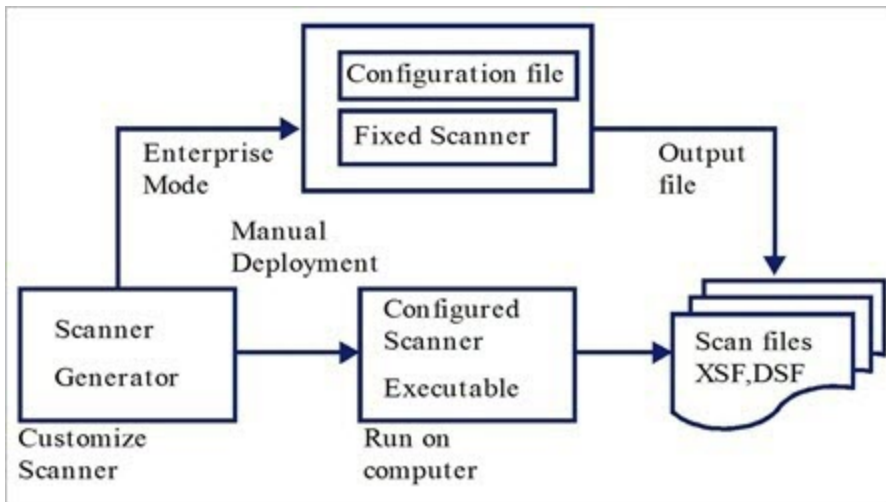 Configuration file
Fixed Scanner
Enterprise
Mode
Output
file
Manual
Deployment
Scanner
Generator
Configured
Scanner
Executable
Scan files
XSF,DSF
Customize
Scanner
Run on
computer